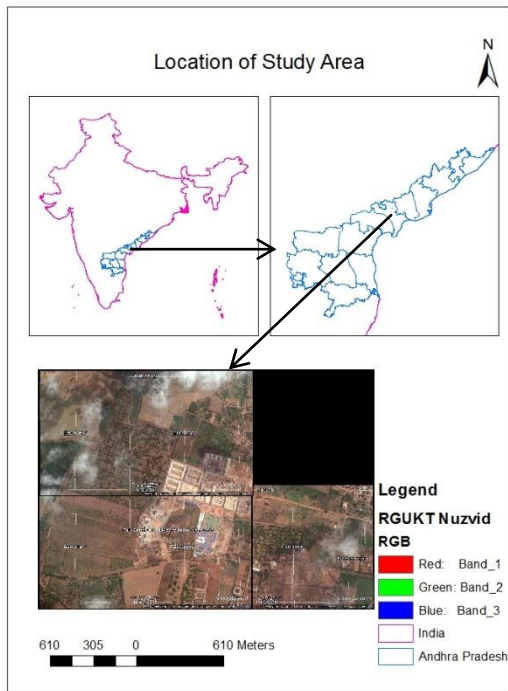 Location of Study Area
N
Legend
RGUKT Nuzvid
RGB
Red: Band_1
Green: Band_2
Blue: Band_3
India
Andhra Pradesh
610 305 0 610 Meters